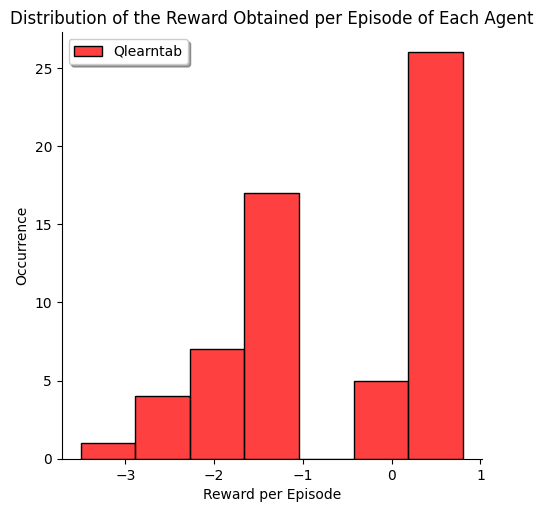 Distribution of the Reward Obtained per Episode of Each Agent
Qlearntab
Occurrence
25
20
15
10
5
0
−3
−2
−1
0
1
Reward per Episode